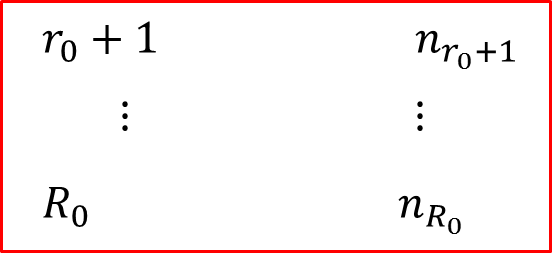 r₀ + 1 n_{r₀+1}
⋮ ⋮
R₀ n_{R₀}